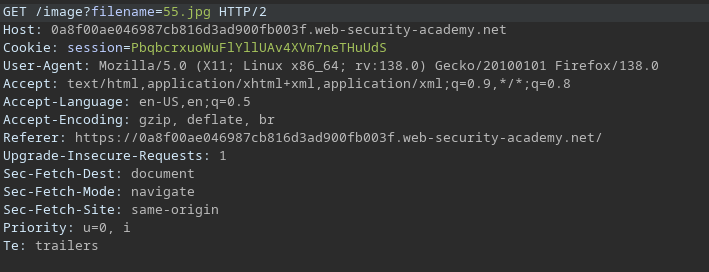 GET /image?filename=55.jpg HTTP/2
Host: 0a8f00ae046987cb816d3ad900fb003f.web-security-academy.net
Cookie: session=PbqbcrxuoWuFlYllUAv4XVm7neTHuUdS
User-Agent: Mozilla/5.0 (X11; Linux x86_64; rv:138.0) Gecko/20100101 Firefox/138.0
Accept: text/html,application/xhtml+xml,application/xml;q=0.9,*/*;q=0.8
Accept-Language: en-US,en;q=0.5
Accept-Encoding: gzip, deflate, br
Referer: https://0a8f00ae046987cb816d3ad900fb003f.web-security-academy.net/
Upgrade-Insecure-Requests: 1
Sec-Fetch-Dest: document
Sec-Fetch-Mode: navigate
Sec-Fetch-Site: same-origin
Priority: u=0, i
Te: trailers